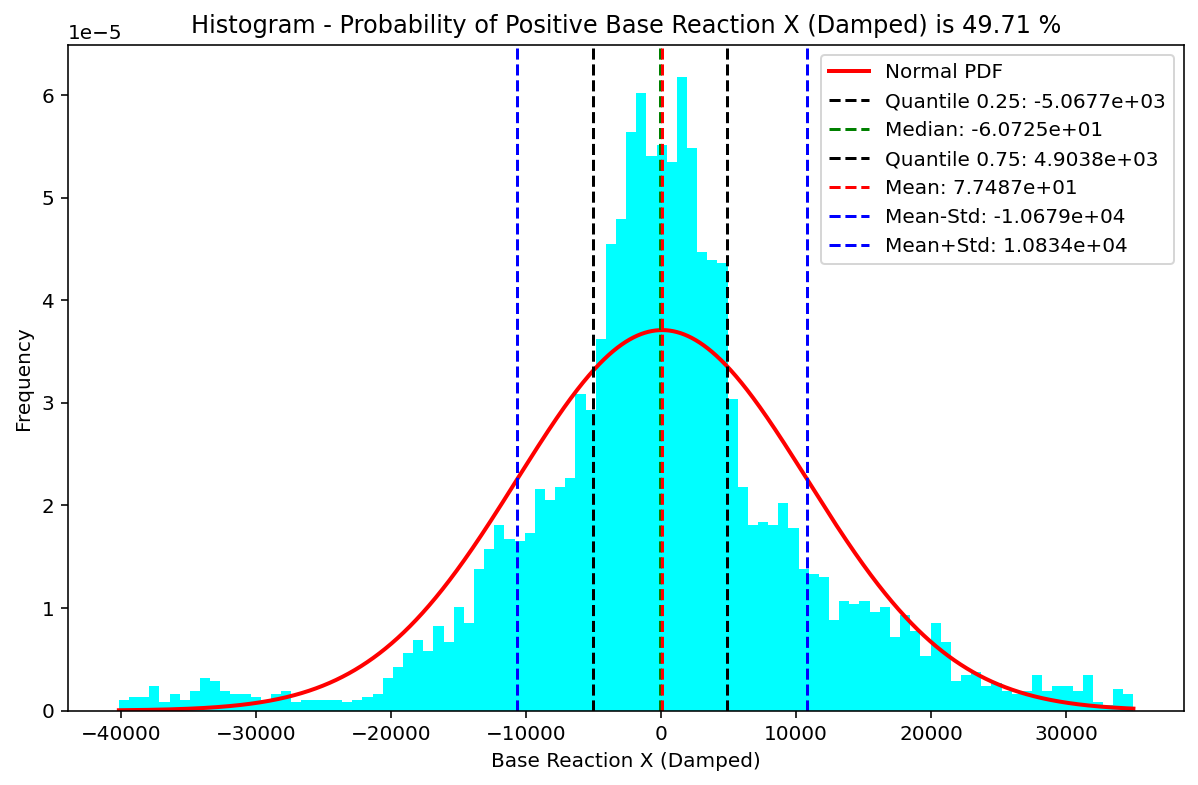 Histogram - Probability of Positive Base Reaction X (Damped) is 49.71 %
1e−5
Normal PDF
Quantile 0.25: -5.0677e+03
Median: -6.0725e+01
Quantile 0.75: 4.9038e+03
Mean: 7.7487e+01
Mean-Std: -1.0679e+04
Mean+Std: 1.0834e+04
6
5
4
3
2
1
0
Frequency
−40000 −30000 −20000 −10000 0 10000 20000 30000
Base Reaction X (Damped)